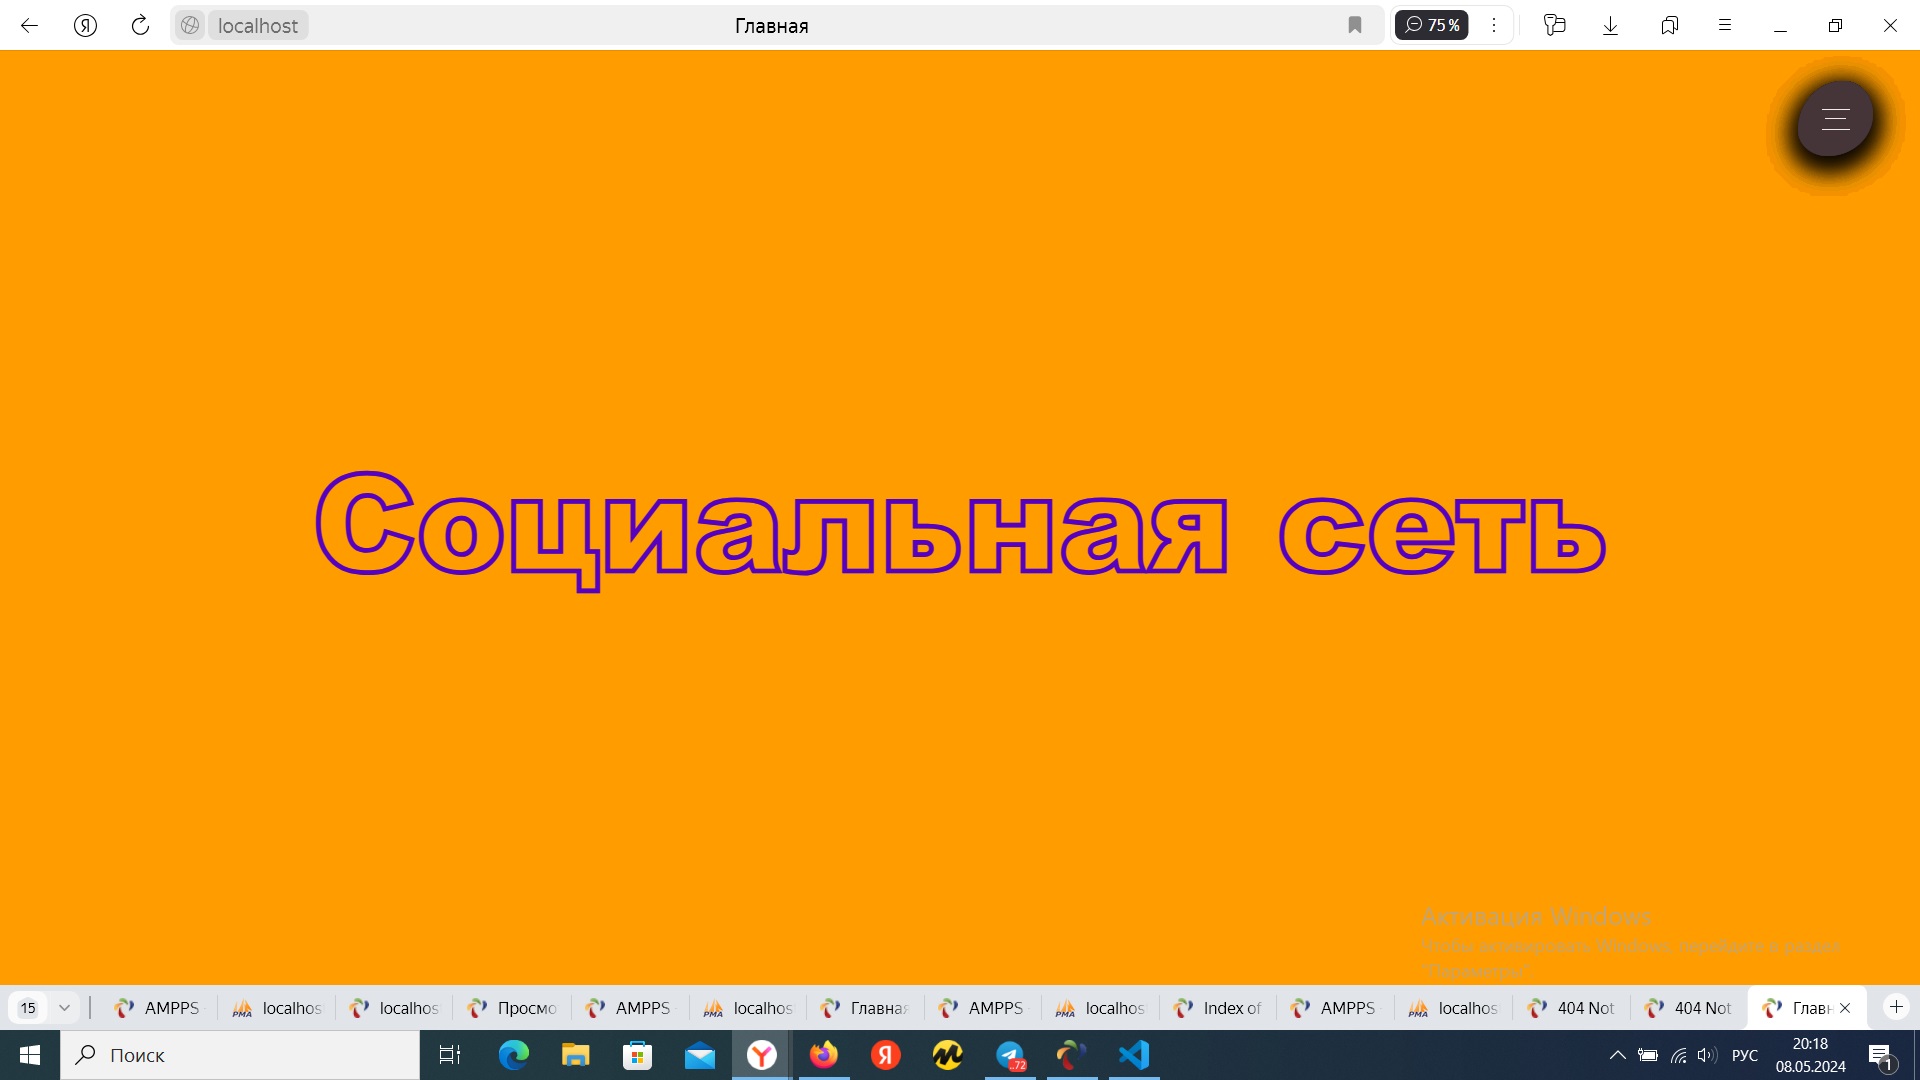 localhost
Главная
75 %
Социальная сеть
Активация Windows
Чтобы активировать Windows, перейдите в раздел
"Параметры".
15
AMPPS
localhos
localhos
Просмо
AMPPS
localhos
Главная
AMPPS
localhos
Index of
AMPPS
localhos
404 Not
404 Not
Главн
Поиск
..72
РУС
20:18
08.05.2024
1